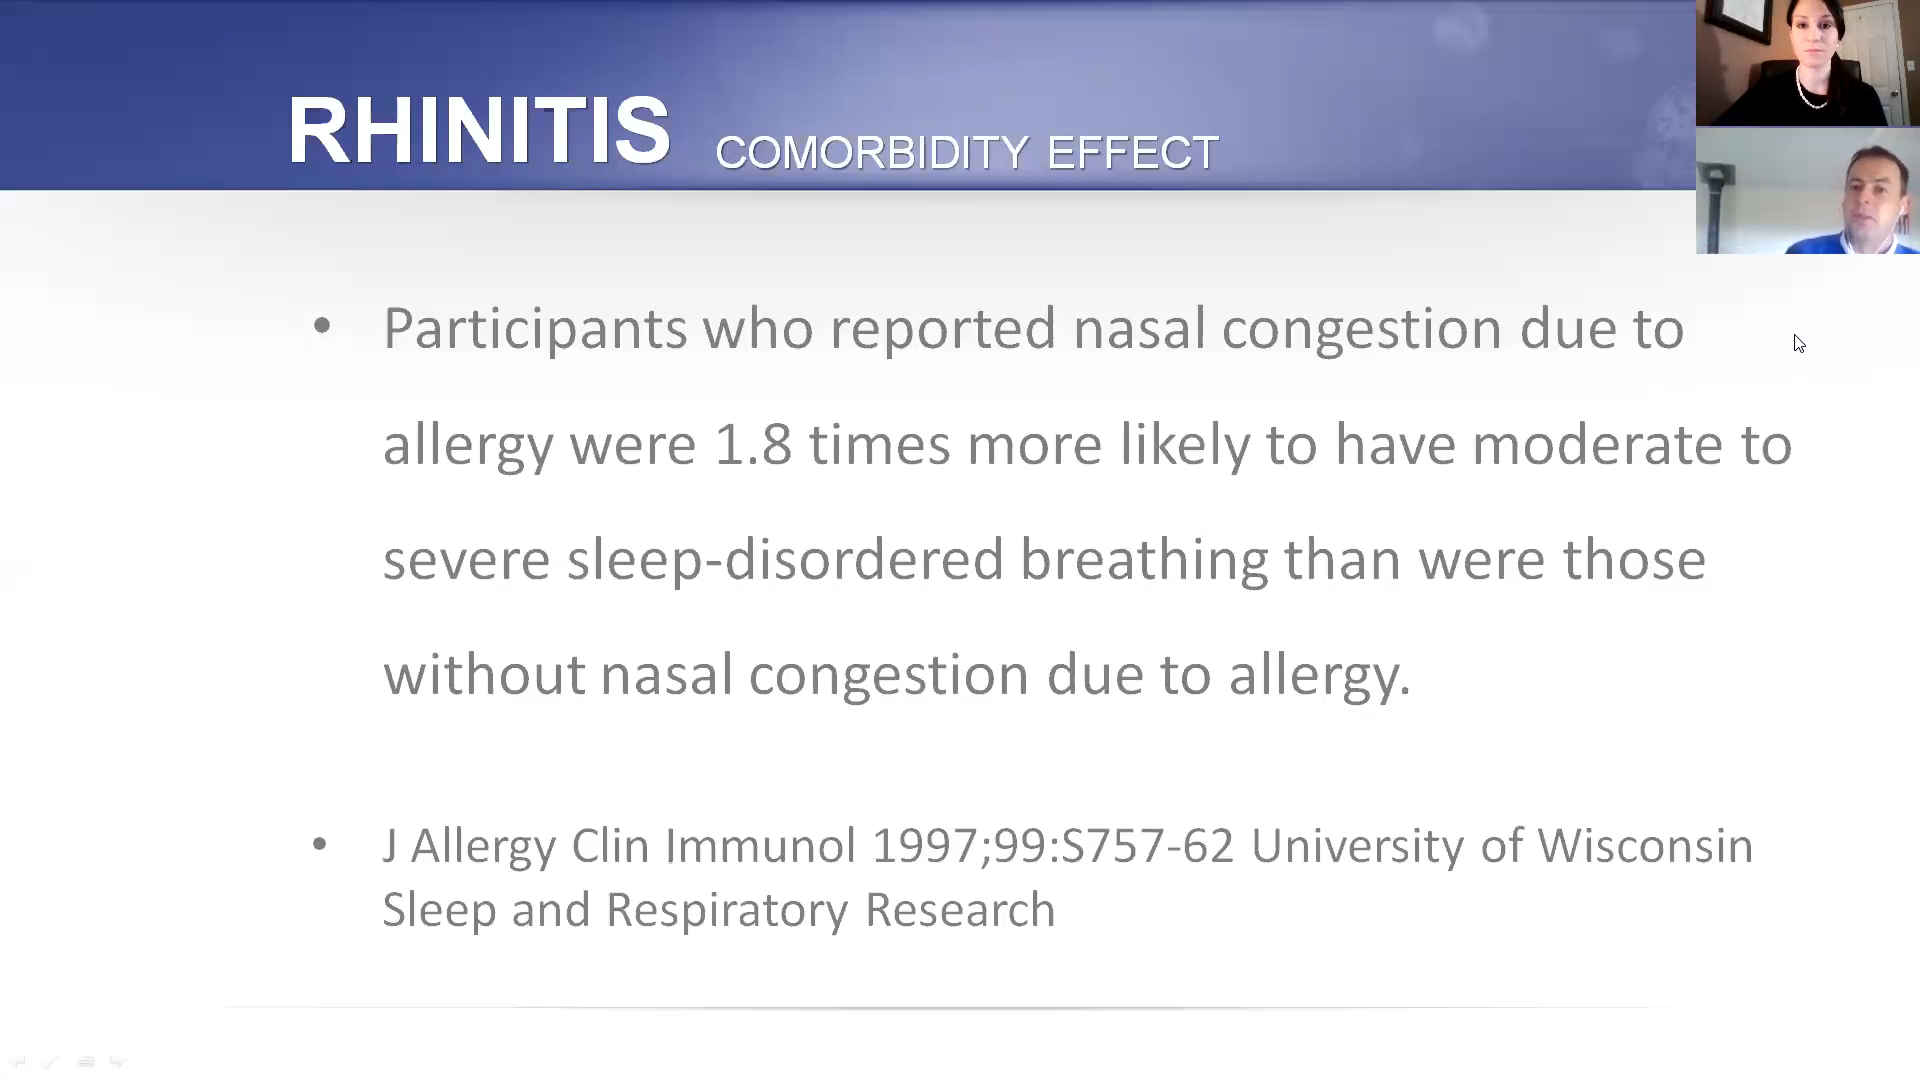 RHINITIS COMORBIDITY EFFECT
• Participants who reported nasal congestion due to
allergy were 1.8 times more likely to have moderate to
severe sleep-disordered breathing than were those
without nasal congestion due to allergy.
• J Allergy Clin Immunol 1997;99:S757-62 University of Wisconsin
Sleep and Respiratory Research